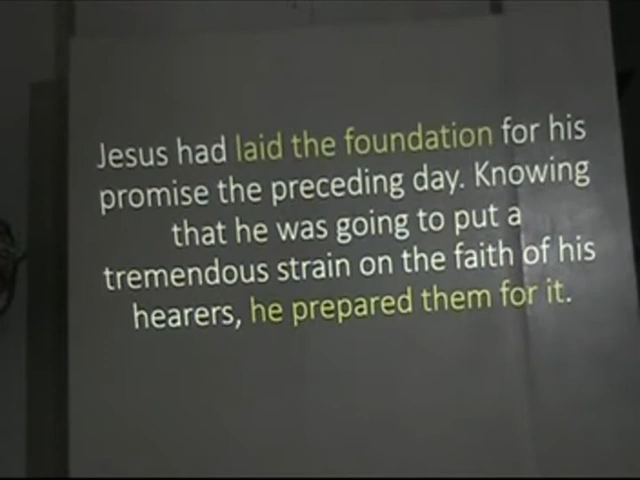 Jesus had laid the foundation for his
promise the preceding day. Knowing
that he was going to put a
tremendous strain on the faith of his
hearers, he prepared them for it.